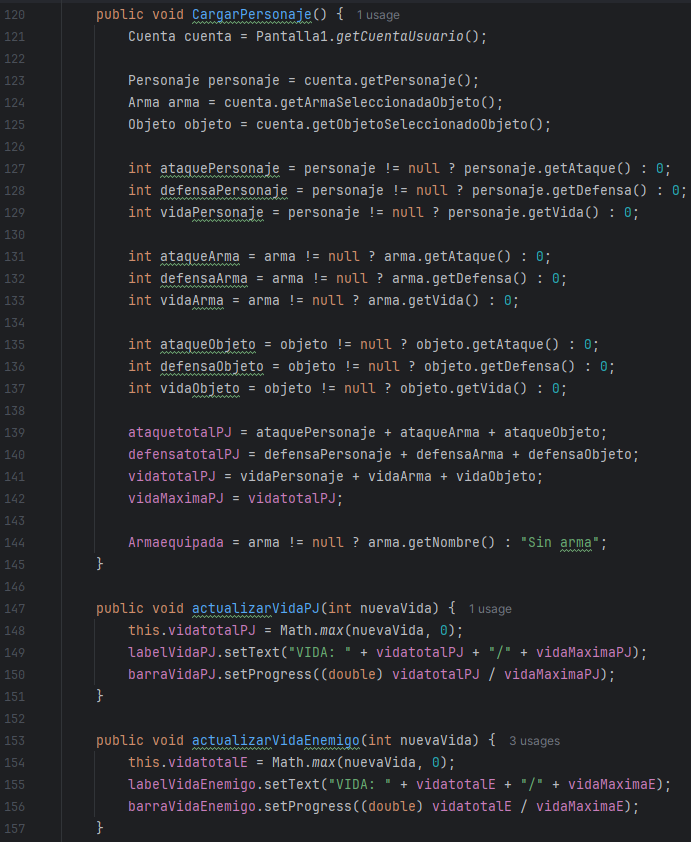 120 public void CargarPersonaje() { 1 usage
121 Cuenta cuenta = Pantalla1.getCuentaUsuario();
122
123 Personaje personaje = cuenta.getPersonaje();
124 Arma arma = cuenta.getArmaSeleccionadaObjeto();
125 Objeto objeto = cuenta.getObjetoSeleccionadoObjeto();
126
127 int ataquePersonaje = personaje != null ? personaje.getAtaque() : 0;
128 int defensaPersonaje = personaje != null ? personaje.getDefensa() : 0;
129 int vidaPersonaje = personaje != null ? personaje.getVida() : 0;
130
131 int ataqueArma = arma != null ? arma.getAtaque() : 0;
132 int defensaArma = arma != null ? arma.getDefensa() : 0;
133 int vidaArma = arma != null ? arma.getVida() : 0;
134
135 int ataqueObjeto = objeto != null ? objeto.getAtaque() : 0;
136 int defensaObjeto = objeto != null ? objeto.getDefensa() : 0;
137 int vidaObjeto = objeto != null ? objeto.getVida() : 0;
138
139 ataquetotalPJ = ataquePersonaje + ataqueArma + ataqueObjeto;
140 defensatotalPJ = defensaPersonaje + defensaArma + defensaObjeto;
141 vidatotalPJ = vidaPersonaje + vidaArma + vidaObjeto;
142 vidaMaximaPJ = vidatotalPJ;
143
144 Armaequipada = arma != null ? arma.getNombre() : "Sin arma";
145 }
146
147 public void actualizarVidaPJ(int nuevaVida) { 1 usage
148 this.vidatotalPJ = Math.max(nuevaVida, 0);
149 labelVidaPJ.setText("VIDA: " + vidatotalPJ + "/" + vidaMaximaPJ);
150 barraVidaPJ.setProgress((double) vidatotalPJ / vidaMaximaPJ);
151 }
152
153 public void actualizarVidaEnemigo(int nuevaVida) { 3 usages
154 this.vidatotalE = Math.max(nuevaVida, 0);
155 labelVidaEnemigo.setText("VIDA: " + vidatotalE + "/" + vidaMaximaE);
156 barraVidaEnemigo.setProgress((double) vidatotalE / vidaMaximaE);
157 }